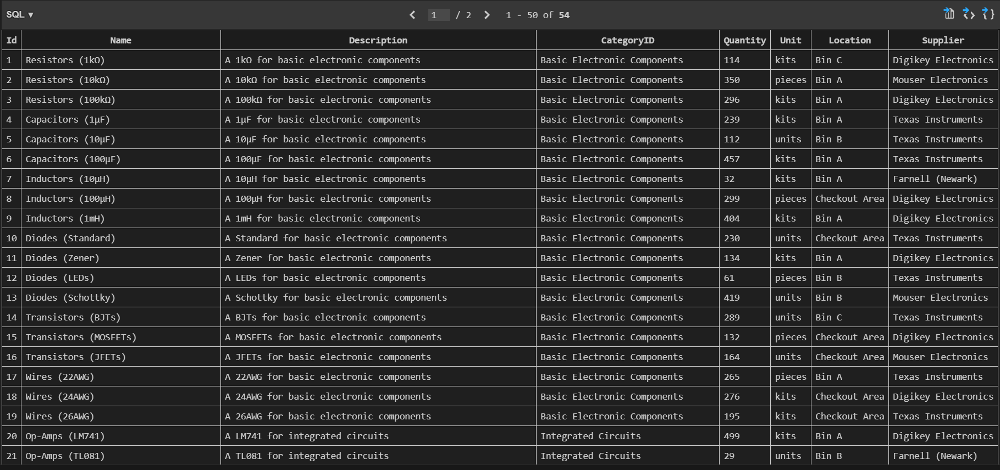 SQL ▼ 1 / 2 1 - 50 of 54
Id Name Description CategoryID Quantity Unit Location Supplier
1 Resistors (1kΩ) A 1kΩ for basic electronic components Basic Electronic Components 114 kits Bin C Digikey Electronics
2 Resistors (10kΩ) A 10kΩ for basic electronic components Basic Electronic Components 350 pieces Bin A Mouser Electronics
3 Resistors (100kΩ) A 100kΩ for basic electronic components Basic Electronic Components 296 kits Bin A Digikey Electronics
4 Capacitors (1µF) A 1µF for basic electronic components Basic Electronic Components 239 kits Bin A Texas Instruments
5 Capacitors (10µF) A 10µF for basic electronic components Basic Electronic Components 112 units Bin B Texas Instruments
6 Capacitors (100µF) A 100µF for basic electronic components Basic Electronic Components 457 kits Bin A Texas Instruments
7 Inductors (10µH) A 10µH for basic electronic components Basic Electronic Components 32 kits Bin A Farnell (Newark)
8 Inductors (100µH) A 100µH for basic electronic components Basic Electronic Components 299 pieces Checkout Area Digikey Electronics
9 Inductors (1mH) A 1mH for basic electronic components Basic Electronic Components 404 kits Bin A Digikey Electronics
10 Diodes (Standard) A Standard for basic electronic components Basic Electronic Components 230 units Checkout Area Texas Instruments
11 Diodes (Zener) A Zener for basic electronic components Basic Electronic Components 134 kits Bin A Digikey Electronics
12 Diodes (LEDs) A LEDs for basic electronic components Basic Electronic Components 61 pieces Bin B Texas Instruments
13 Diodes (Schottky) A Schottky for basic electronic components Basic Electronic Components 419 units Bin B Mouser Electronics
14 Transistors (BJTs) A BJTs for basic electronic components Basic Electronic Components 289 units Bin C Texas Instruments
15 Transistors (MOSFETs) A MOSFETs for basic electronic components Basic Electronic Components 132 pieces Checkout Area Digikey Electronics
16 Transistors (JFETs) A JFETs for basic electronic components Basic Electronic Components 164 units Checkout Area Mouser Electronics
17 Wires (22AWG) A 22AWG for basic electronic components Basic Electronic Components 265 pieces Bin A Texas Instruments
18 Wires (24AWG) A 24AWG for basic electronic components Basic Electronic Components 276 kits Checkout Area Digikey Electronics
19 Wires (26AWG) A 26AWG for basic electronic components Basic Electronic Components 195 kits Checkout Area Texas Instruments
20 Op-Amps (LM741) A LM741 for integrated circuits Integrated Circuits 499 kits Bin A Digikey Electronics
21 Op-Amps (TL081) A TL081 for integrated circuits Integrated Circuits 29 units Bin B Farnell (Newark)